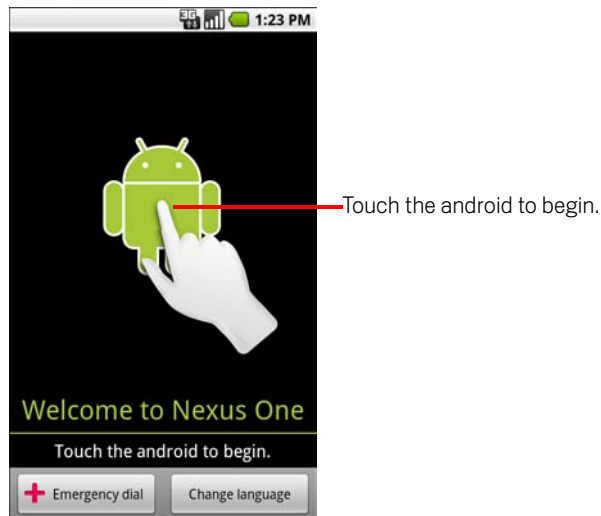 3G 1:23 PM
Touch the android to begin.
Welcome to Nexus One
Touch the android to begin.
Emergency dial Change language